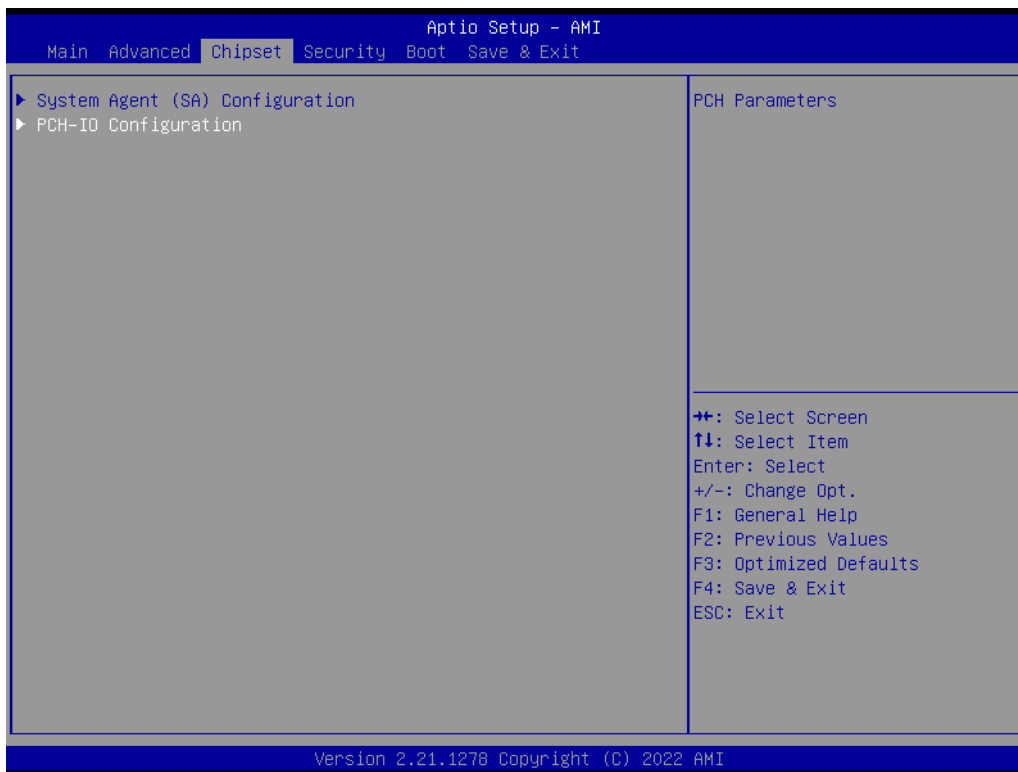 Aptio Setup – AMI
Main Advanced Chipset Security Boot Save & Exit
▶ System Agent (SA) Configuration
▶ PCH-IO Configuration
PCH Parameters
→←: Select Screen
↑↓: Select Item
Enter: Select
+/-: Change Opt.
F1: General Help
F2: Previous Values
F3: Optimized Defaults
F4: Save & Exit
ESC: Exit
Version 2.21.1278 Copyright (C) 2022 AMI